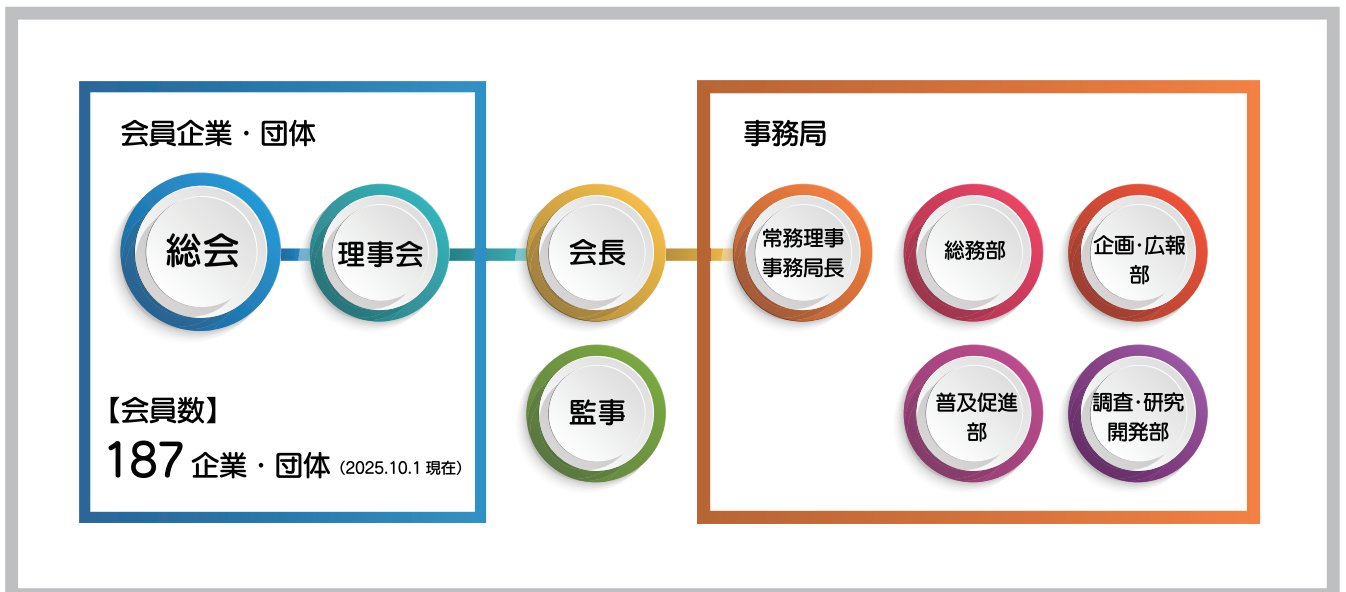 会員企業・団体
総会
理事会
【会員数】
187 企業・団体（2025.10.1 現在）
会長
監事
事務局
常務理事
事務局長
総務部
企画・広報
部
普及促進
部
調査・研究
開発部